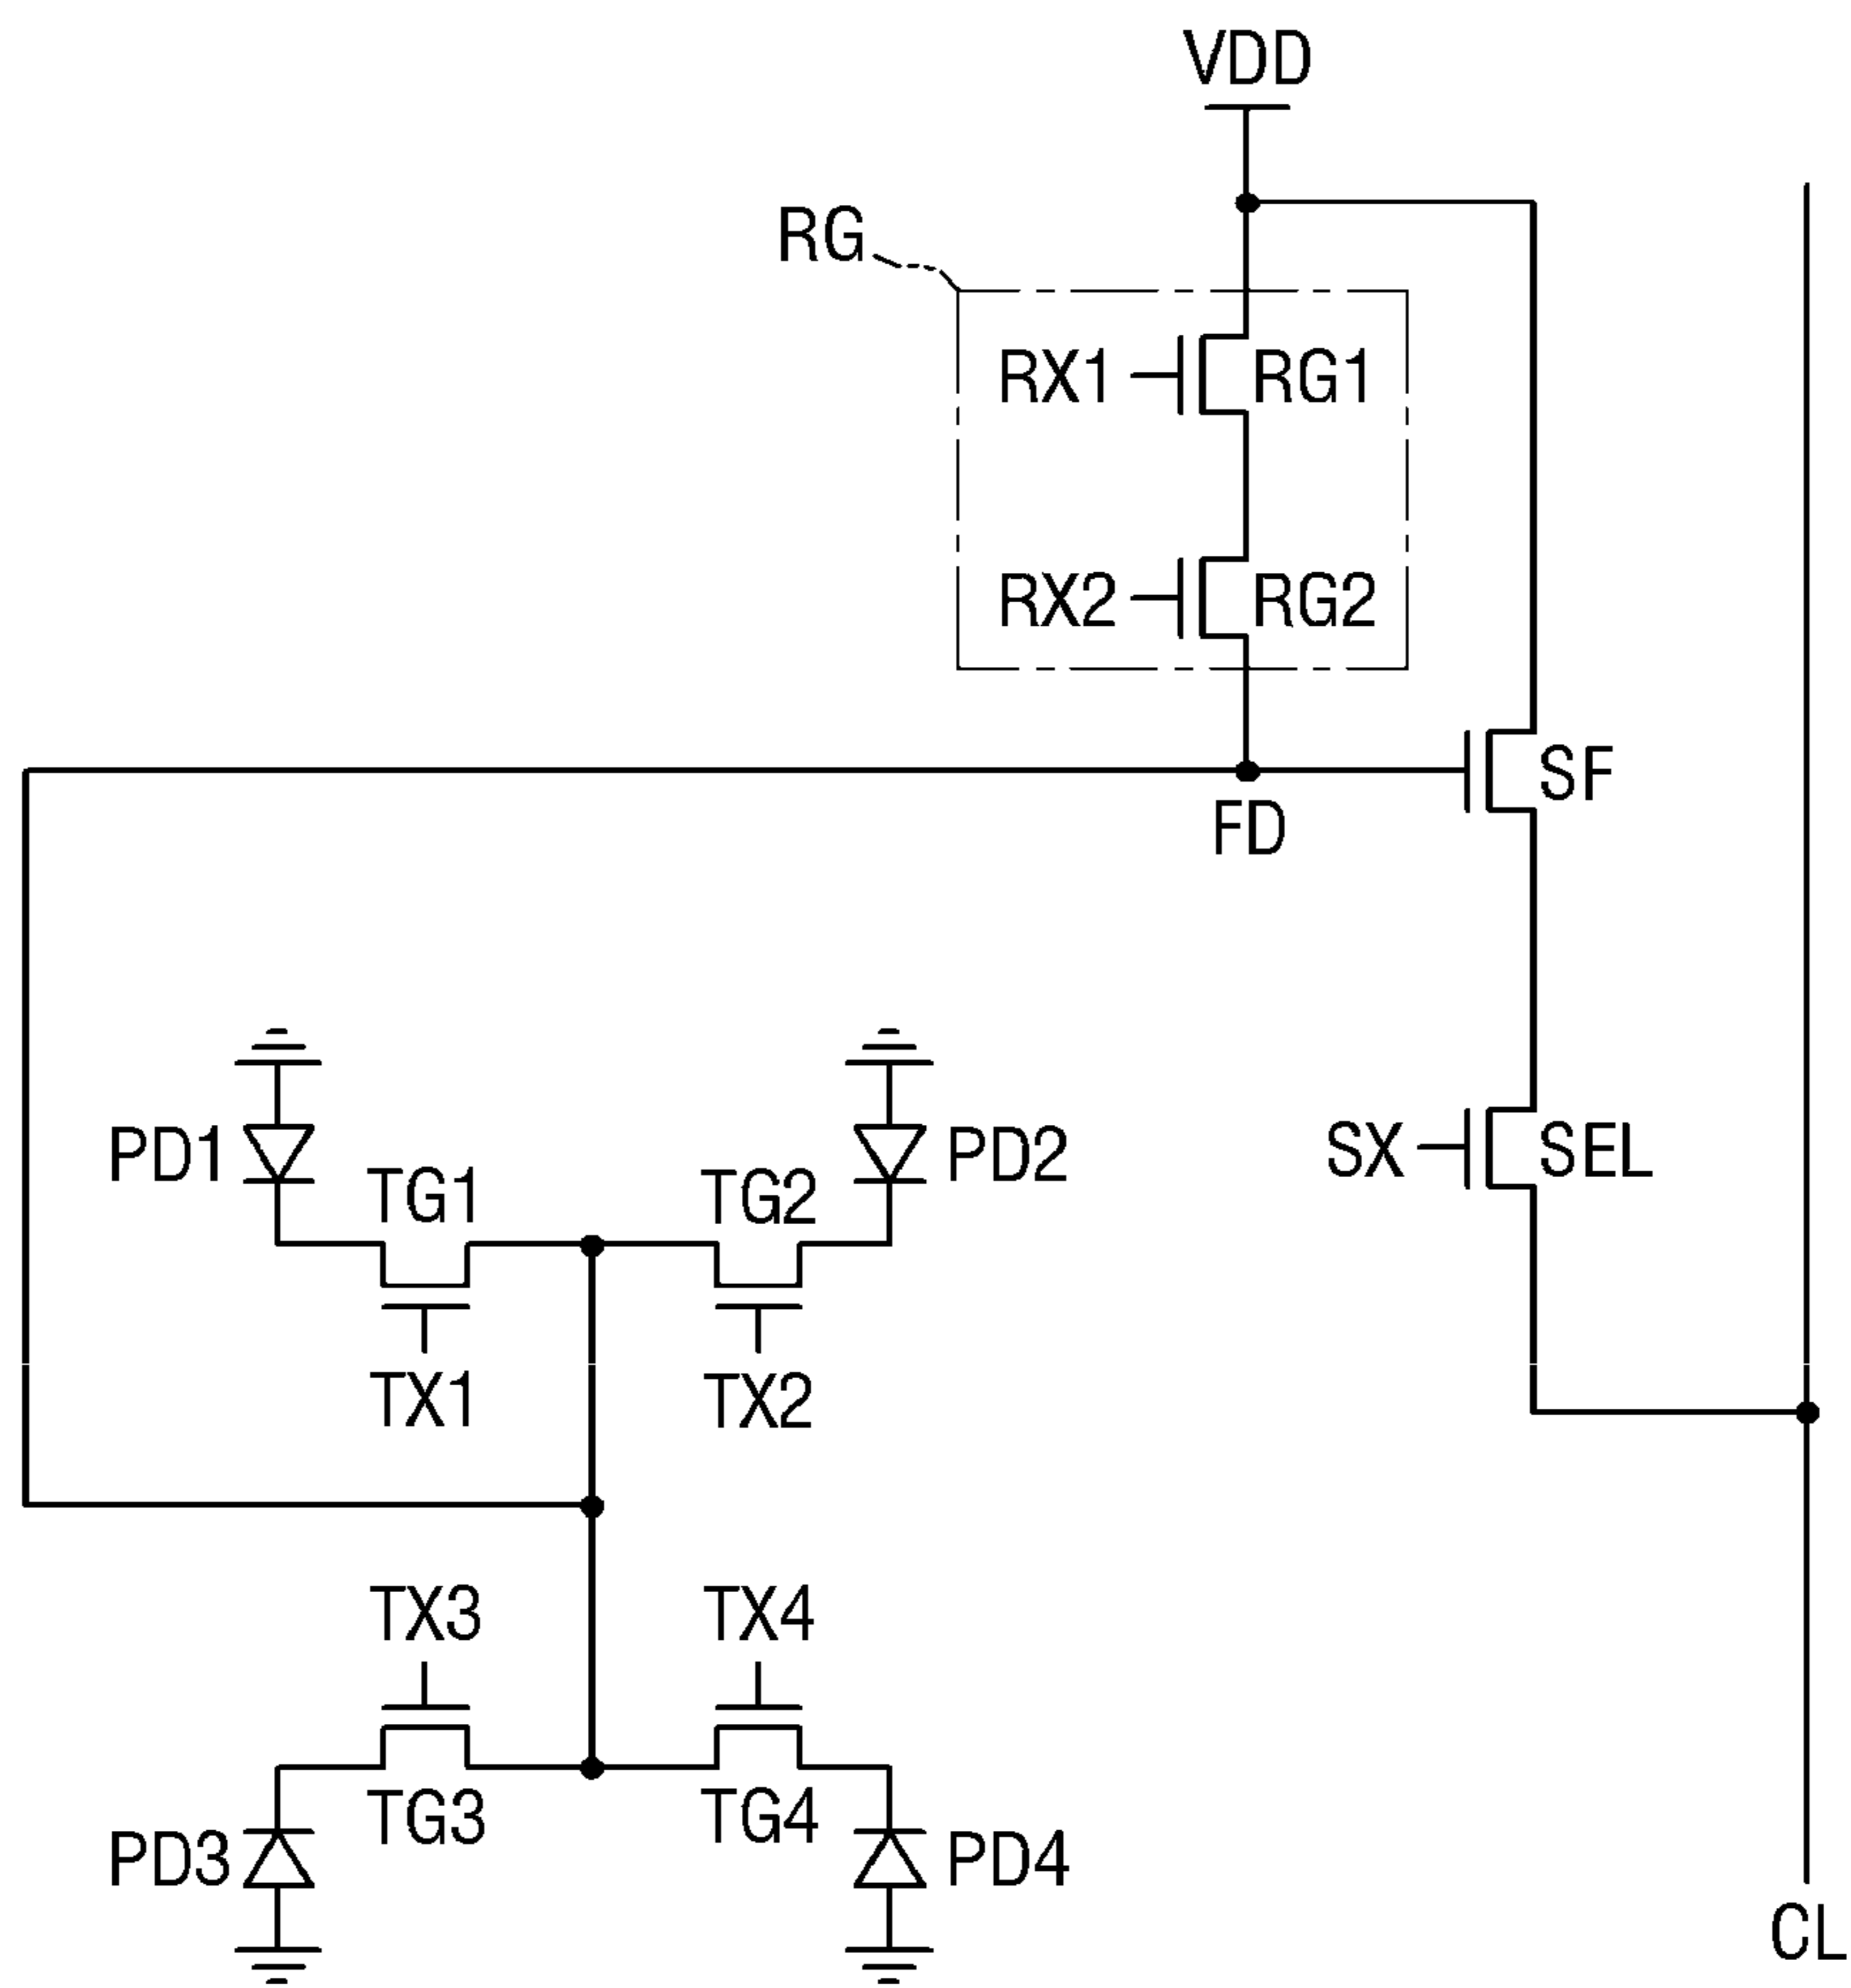 VDD
RG
RX1 RG1
RX2 RG2
SF
FD
PD1 TG1 TG2 PD2
SX SEL
TX1 TX2
TX3 TX4
PD3 TG3 TG4 PD4
CL